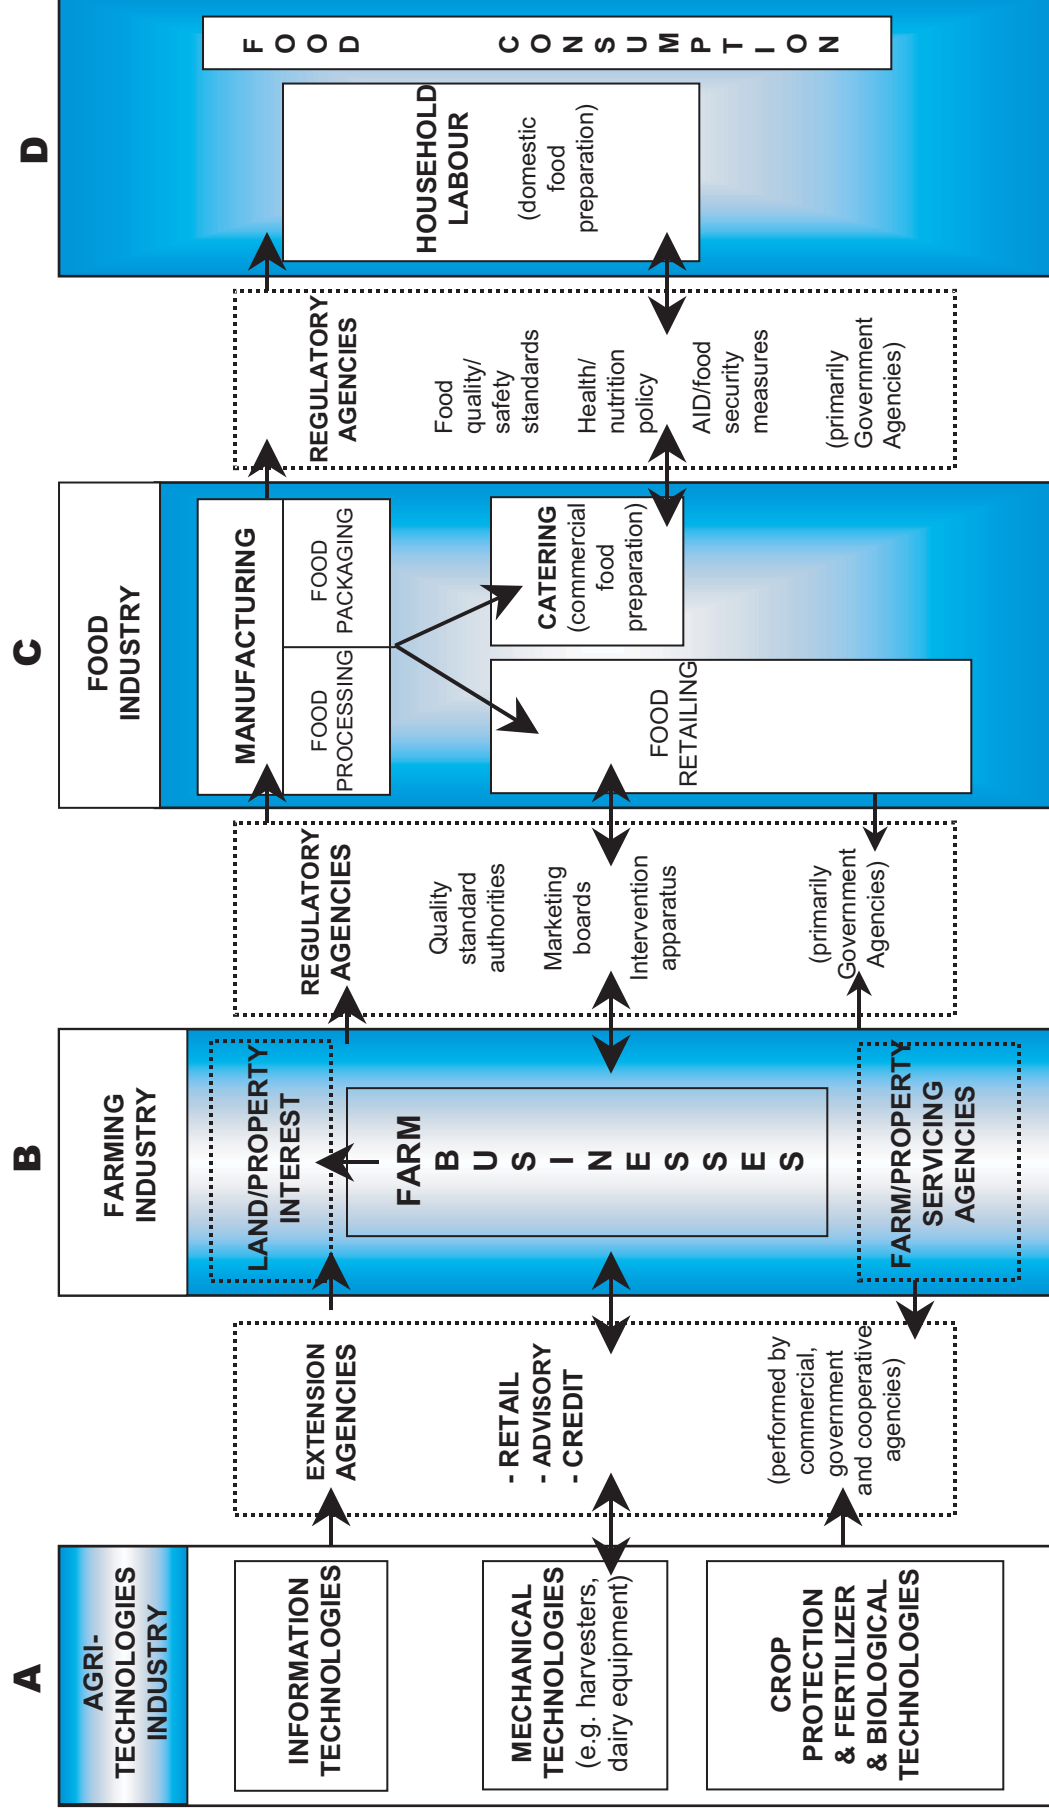 A
AGRI-
TECHNOLOGIES
INDUSTRY
INFORMATION
TECHNOLOGIES
MECHANICAL
TECHNOLOGIES
(e.g. harvesters,
dairy equipment)
CROP
PROTECTION
& FERTILIZER
& BIOLOGICAL
TECHNOLOGIES
EXTENSION
AGENCIES
- RETAIL
- ADVISORY
- CREDIT
(performed by
commercial,
government
and cooperative
agencies)
B
FARMING
INDUSTRY
LAND/PROPERTY
INTEREST
FARM
BUSINESSES
FARM/PROPERTY
SERVICING
AGENCIES
REGULATORY
AGENCIES
Quality
standard
authorities
Marketing
boards
Intervention
apparatus
(primarily
Government
Agencies)
C
FOOD
INDUSTRY
MANUFACTURING
FOOD
PROCESSING
FOOD
PACKAGING
FOOD
RETAILING
CATERING
(commercial
food
preparation)
REGULATORY
AGENCIES
Food
quality/
safety
standards
Health/
nutrition
policy
AID/food
security
measures
(primarily
Government
Agencies)
D
HOUSEHOLD
LABOUR
(domestic
food
preparation)
FOOD CONSUMPTION